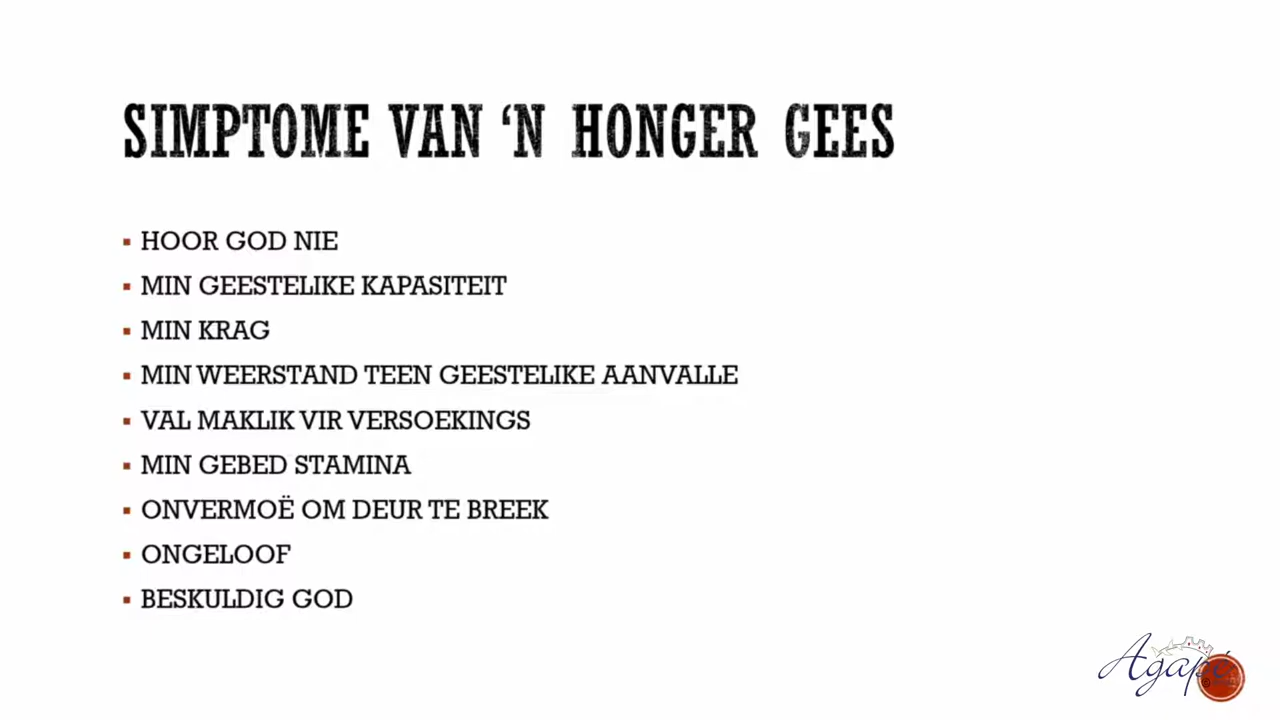 SIMPTOME VAN ‘N HONGER GEES
HOOR GOD NIE
MIN GEESTELIKE KAPASITEIT
MIN KRAG
MIN WEERSTAND TEEN GEESTELIKE AANVALLE
VAL MAKLIK VIR VERSOEKINGS
MIN GEBED STAMINA
ONVERMOË OM DEUR TE BREEK
ONGELOOF
BESKULDIG GOD
Agapé